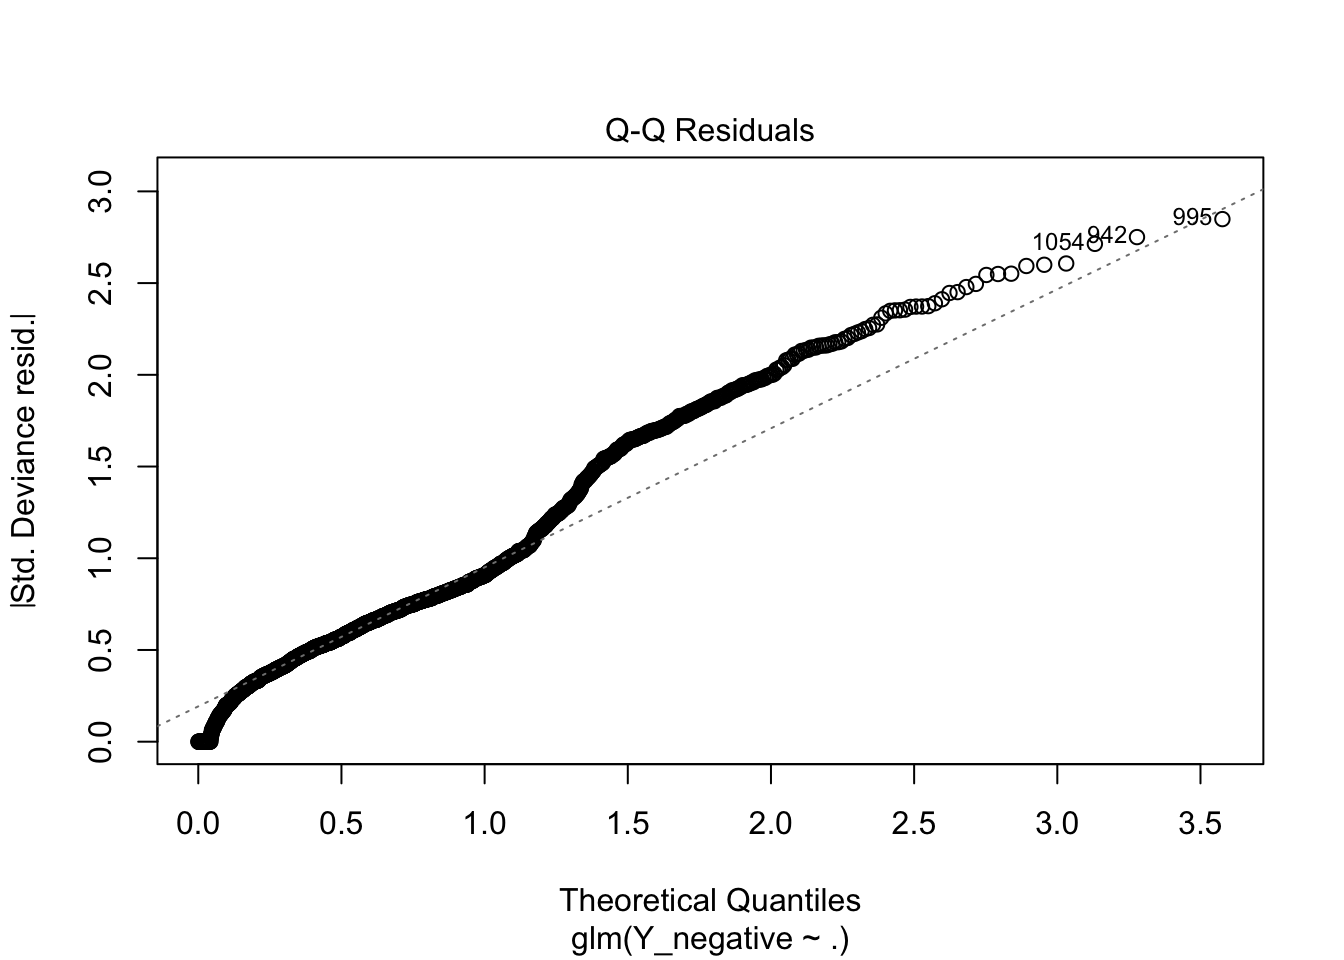 Q-Q Residuals
|Std. Deviance resid.|
3.0
2.5
2.0
1.5
1.0
0.5
0.0
995
942
1054
0.0 0.5 1.0 1.5 2.0 2.5 3.0 3.5
Theoretical Quantiles
glm(Y_negative ~ .)